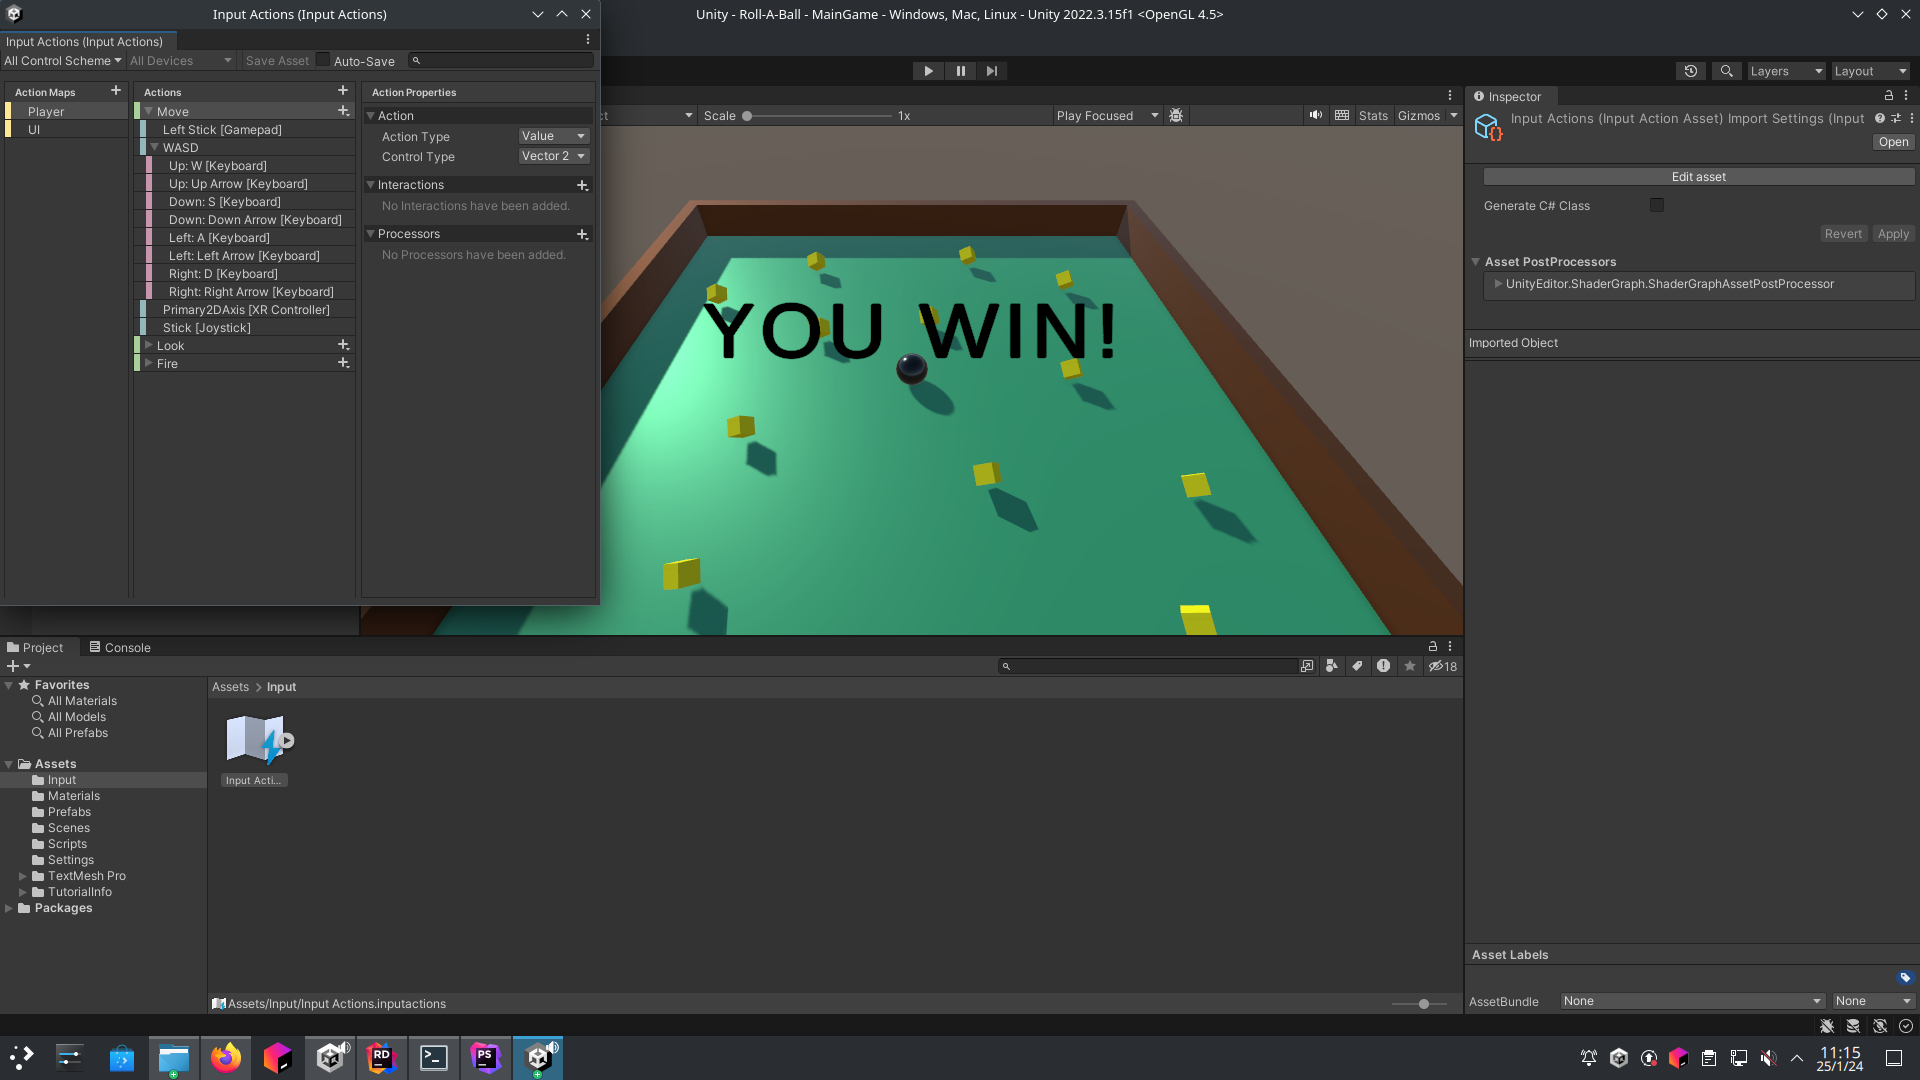 Input Actions (Input Actions)
Unity - Roll-A-Ball - MainGame - Windows, Mac, Linux - Unity 2022.3.15f1 <OpenGL 4.5>
Input Actions (Input Actions)
All Control Scheme
All Devices
Save Asset
Auto-Save
Action Maps
Player
UI
Actions
Move
Left Stick [Gamepad]
WASD
Up: W [Keyboard]
Up: Up Arrow [Keyboard]
Down: S [Keyboard]
Down: Down Arrow [Keyboard]
Left: A [Keyboard]
Left: Left Arrow [Keyboard]
Right: D [Keyboard]
Right: Right Arrow [Keyboard]
Primary2DAxis [XR Controller]
Stick [Joystick]
Look
Fire
Action Properties
Action
Action Type Value
Control Type Vector 2
Interactions
No Interactions have been added.
Processors
No Processors have been added.
Layers
Layout
ct
Scale
1x
Play Focused
Stats
Gizmos
YOU WIN!
Inspector
Input Actions (Input Action Asset) Import Settings (Input
Open
Edit asset
Generate C# Class
Revert
Apply
Asset PostProcessors
UnityEditor.ShaderGraph.ShaderGraphAssetPostProcessor
Imported Object
Asset Labels
AssetBundle
None
None
Project
Console
18
Favorites
All Materials
All Models
All Prefabs
Assets
Input
Materials
Prefabs
Scenes
Scripts
Settings
TextMesh Pro
TutorialInfo
Packages
Assets > Input
Input Acti...
Assets/Input/Input Actions.inputactions
RD
PS
11:15
25/1/24